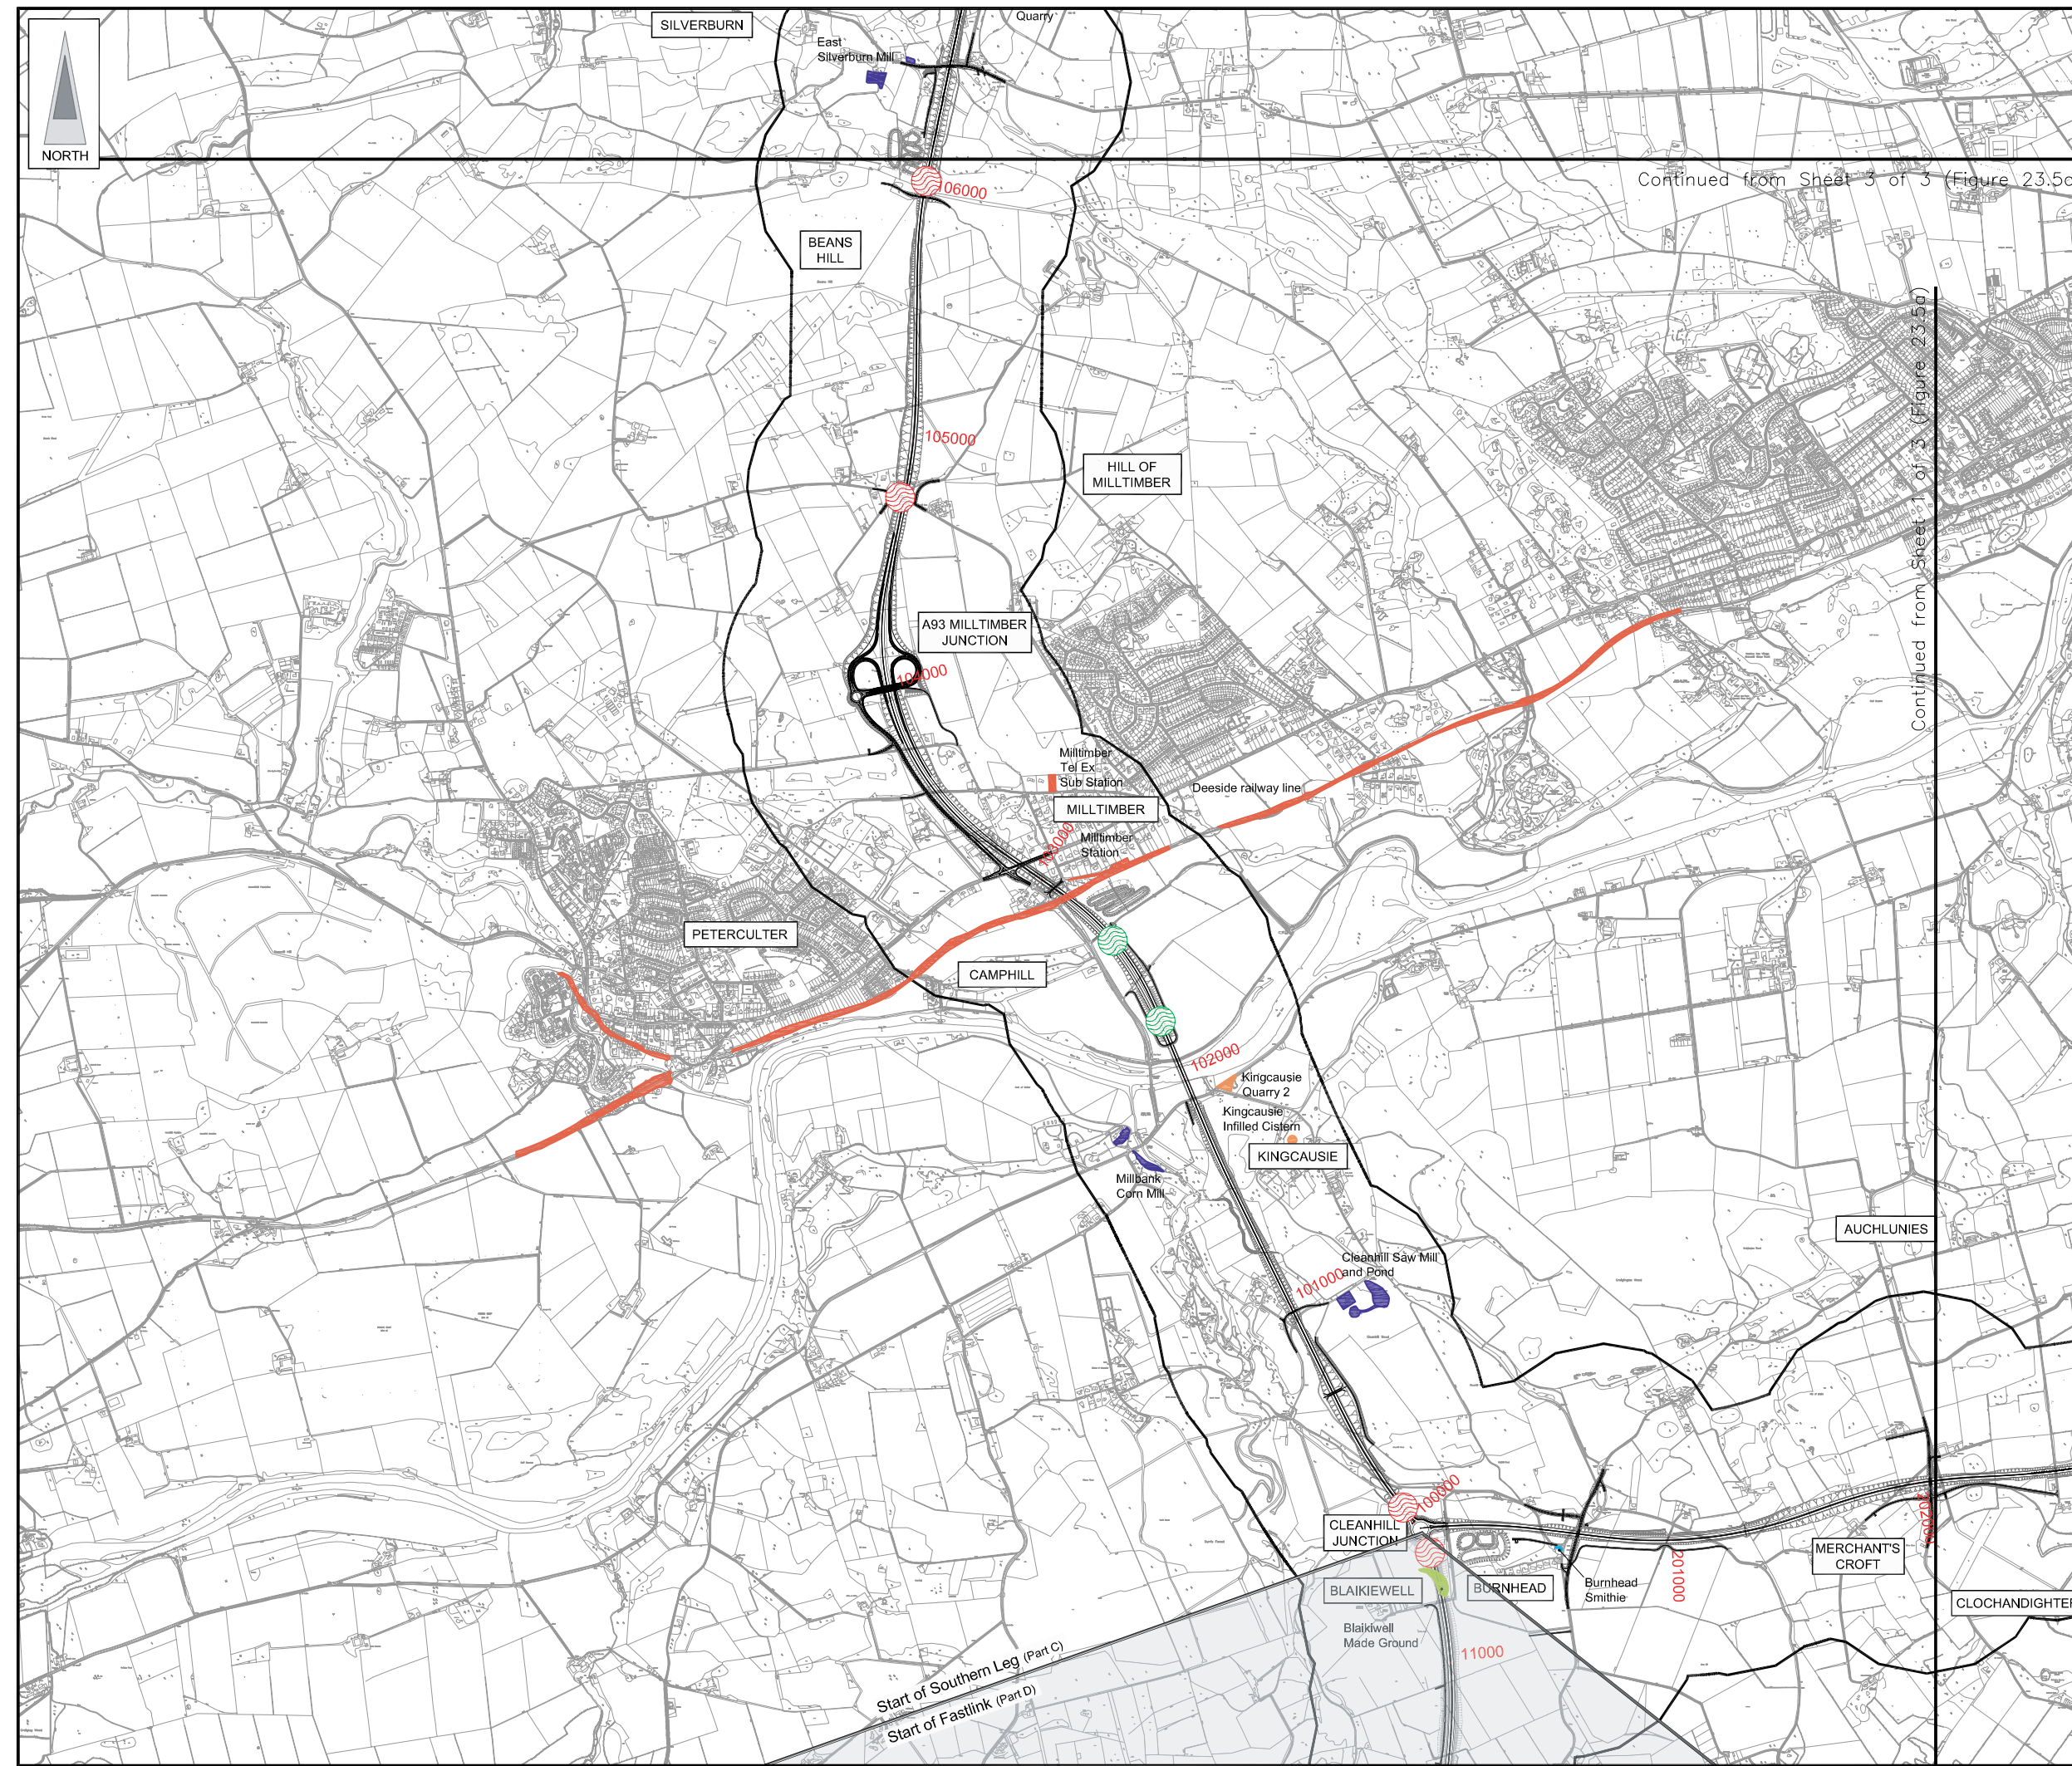 SILVERBURN
Quarry
East
Silverburn Mill
NORTH
Continued from Sheet 3 of 3 (Figure 23.5c
106000
BEANS
HILL
Continued from Sheet 1 of 3 (Figure 23.5a)
105000
HILL OF
MILLTIMBER
A93 MILLTIMBER
JUNCTION
104000
Milltimber
Tel Ex
Sub Station
Deeside railway line
MILLTIMBER
103000
Milltimber
Station
PETERCULTER
CAMPHILL
102000
Kingcausie
Quarry 2
Kingcausie
Infilled Cistern
KINGCAUSIE
Millbank
Corn Mill
AUCHLUNIES
Cleanhill Saw Mill
and Pond
101000
100000
CLEANHILL
JUNCTION
202000
MERCHANT'S
CROFT
201000
BLAIKIEWELL
BURNHEAD
Burnhead
Smithie
CLOCHANDIGHTER
Blaikiwell
Made Ground
11000
Start of Southern Leg (Part C)
Start of Fastlink (Part D)